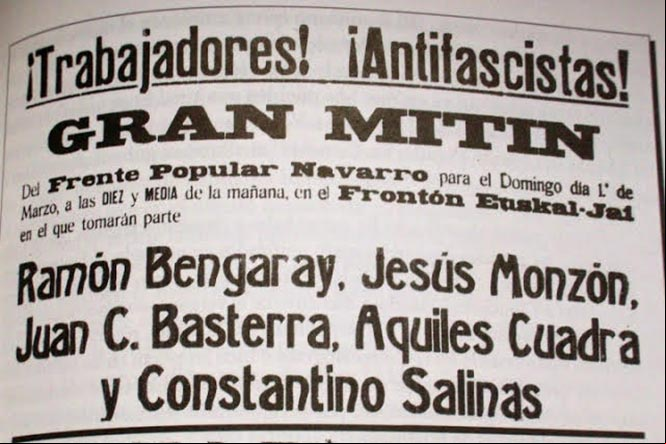 ¡Trabajadores! ¡Antifascistas!
GRAN MITIN
Del Frente Popular Navarro para el Domingo día 1.º de
Marzo, a las DIEZ y MEDIA de la mañana, en el Frontón Euskal-Jai
en el que tomarán parte
Ramón Bengaray, Jesús Monzón,
Juan C. Basterra, Aquiles Cuadra
y Constantino Salinas